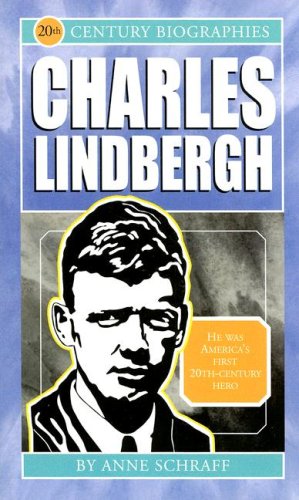 20th CENTURY BIOGRAPHIES
CHARLES
LINDBERGH
HE WAS
AMERICA'S
FIRST
20TH-CENTURY
HERO
BY ANNE SCHRAFF